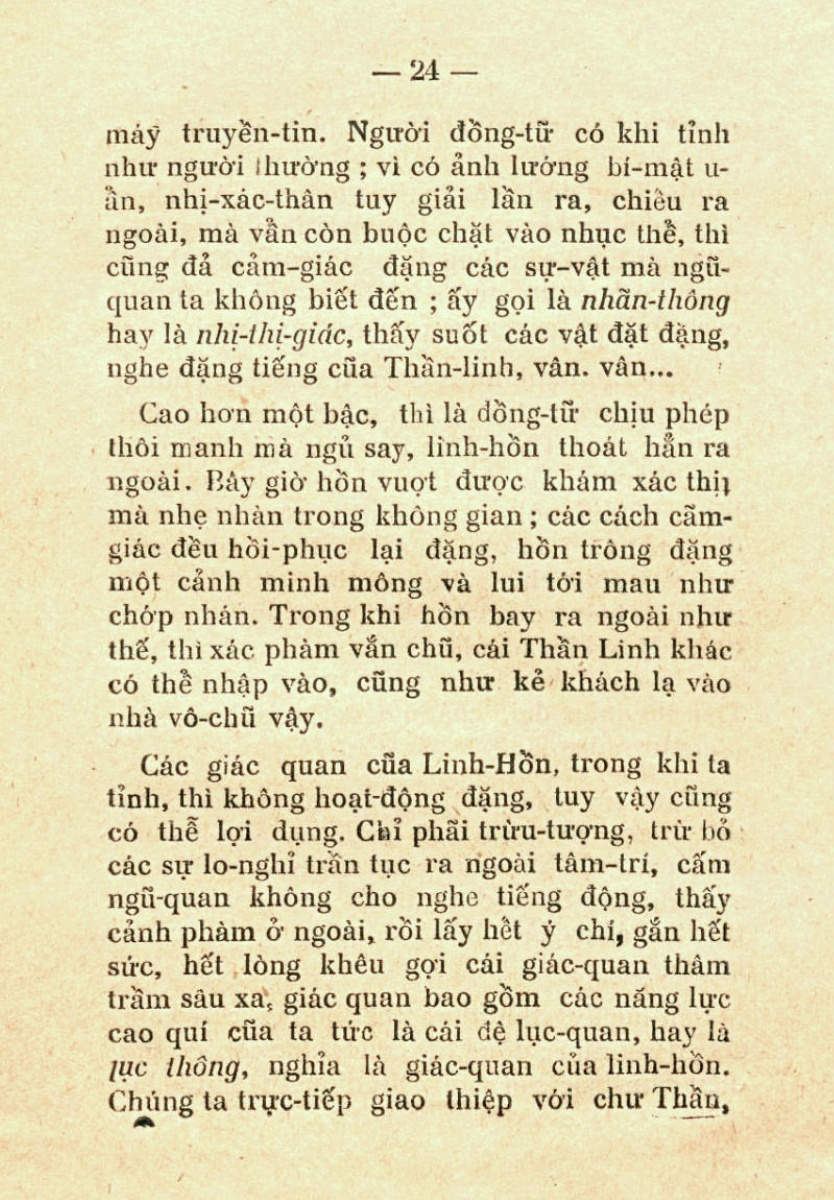 — 24 —
máy truyền-tin. Người đồng-tữ có khi tỉnh
như người thường ; vì có ảnh lướng bí-mật u-
ẩn, nhị-xác-thân tuy giải lần ra, chiếu ra
ngoài, mà vẩn còn buộc chặt vào nhục thể, thì
cũng đả cảm-giác đặng các sự-vật mà ngũ-
quan ta không biết đến ; ấy gọi là nhãn-thông
hay là nhị-thị-giác, thấy suốt các vật đặt đặng,
nghe đặng tiếng cũa Thần-linh, vân. vân...
Cao hơn một bậc, thì là đồng-tữ chịu phép
thôi manh mà ngủ say, linh-hồn thoát hẳn ra
ngoài. Bây giờ hồn vuợt được khám xác thịt
mà nhẹ nhàn trong không gian ; các cách cãm-
giác đều hồi-phục lại đặng, hồn trông đặng
một cảnh minh mông và lui tới mau như
chớp nhán. Trong khi hồn bay ra ngoài như
thế, thì xác phàm vắn chũ, cái Thần Linh khác
có thể nhập vào, cũng như kẻ khách lạ vào
nhà vô-chũ vậy.
Các giác quan cũa Linh-Hồn, trong khi ta
tỉnh, thì không hoạt-động đặng, tuy vậy cũng
có thễ lợi dụng. Chỉ phãi trừu-tượng, trừ bỏ
các sự lo-nghỉ trần tục ra ngoài tâm-trí, cấm
ngũ-quan không cho nghe tiếng động, thấy
cảnh phàm ở ngoài, rồi lấy hết ý chí, gắn hết
sức, hết lòng khêu gợi cái giác-quan thâm
trầm sâu xa, giác quan bao gồm các năng lực
cao quí cũa ta tức là cái đệ lục-quan, hay là
lục thông, nghỉa là giác-quan của linh-hồn.
Chúng ta trực-tiếp giao thiệp với chư Thần,